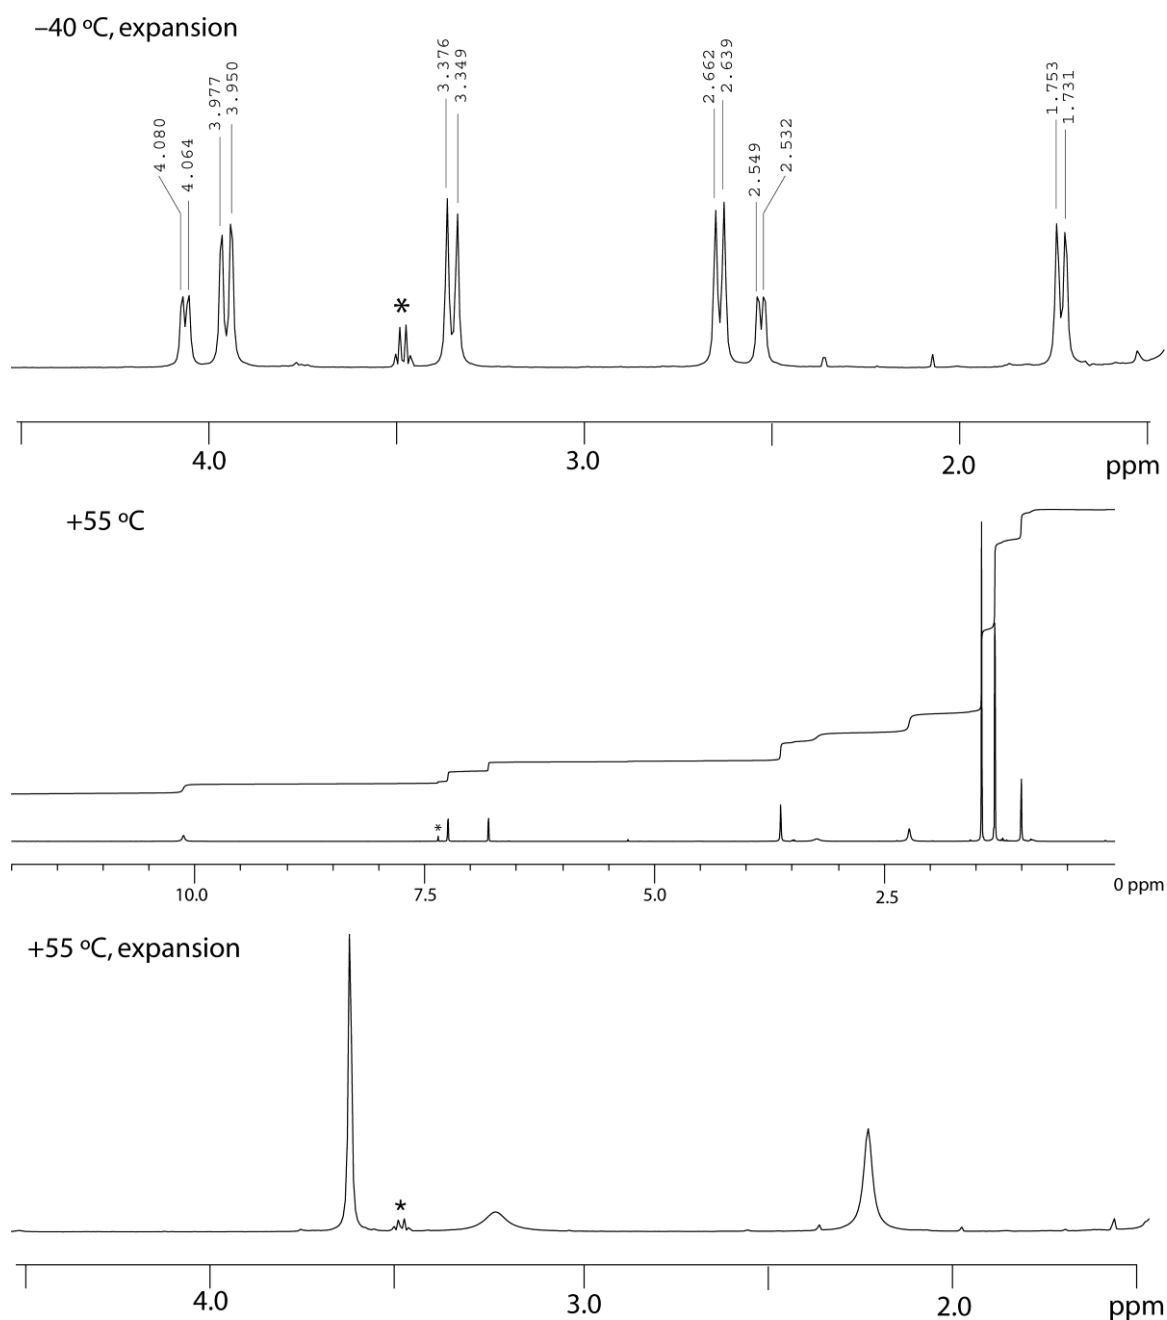 –40 ºC, expansion
4.080
4.064
3.977
3.950
3.376
3.349
2.662
2.639
2.549
2.532
1.753
1.731
*
4.0 3.0 2.0 ppm
+55 ºC
*
10.0 7.5 5.0 2.5 0 ppm
+55 ºC, expansion
*
4.0 3.0 2.0 ppm